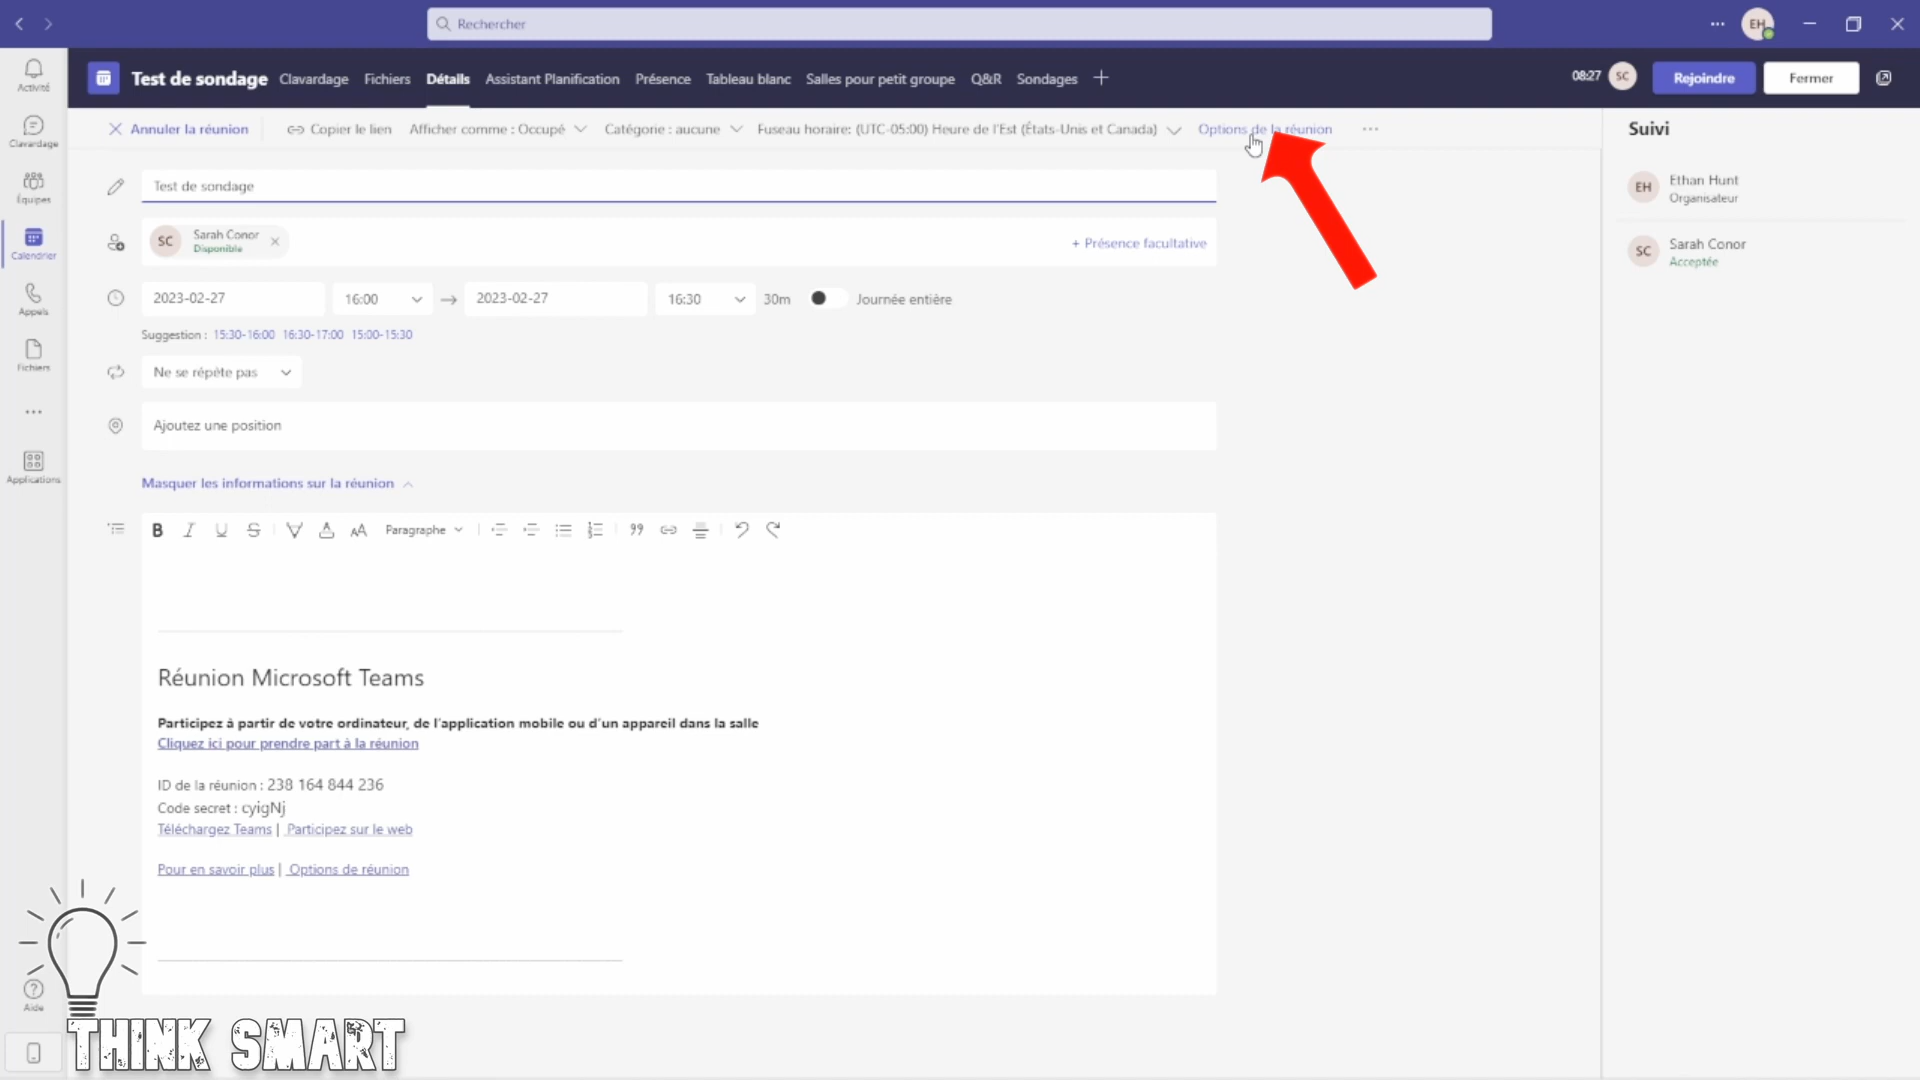 Rechercher
EH
Test de sondage Clavardage Fichiers Détails Assistant Planification Présence Tableau blanc Salles pour petit groupe Q&R Sondages
08:27 SC Rejoindre Fermer
Activité
Clavardage
Équipes
Calendrier
Appels
Fichiers
Applications
Aide
Annuler la réunion Copier le lien Afficher comme : Occupé Catégorie : aucune Fuseau horaire: (UTC-05:00) Heure de l'Est (États-Unis et Canada) Options de la réunion
Test de sondage
SC Sarah Conor
Disponible
+ Présence facultative
2023-02-27 16:00 2023-02-27 16:30 30m Journée entière
Suggestion : 15:30-16:00 16:30-17:00 15:00-15:30
Ne se répète pas
Ajoutez une position
Masquer les informations sur la réunion
B I U S A AA Paragraphe
Réunion Microsoft Teams
Participez à partir de votre ordinateur, de l'application mobile ou d'un appareil dans la salle
Cliquez ici pour prendre part à la réunion
ID de la réunion : 238 164 844 236
Code secret : cyigNj
Téléchargez Teams | Participez sur le web
Pour en savoir plus | Options de réunion
Suivi
EH Ethan Hunt
Organisateur
SC Sarah Conor
Acceptée
THINK SMART